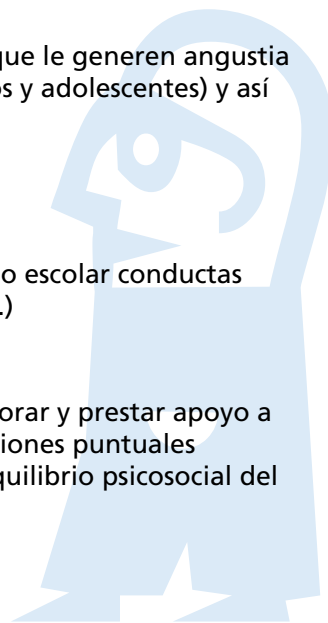 que le generen angustia
os y adolescentes) y así
o escolar conductas
.)
orar y prestar apoyo a
iones puntuales
quilibrio psicosocial del